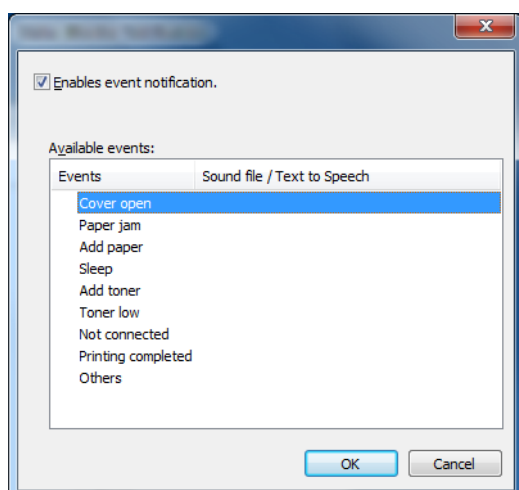 Enables event notification.
Available events:
Events Sound file / Text to Speech
Cover open
Paper jam
Add paper
Sleep
Add toner
Toner low
Not connected
Printing completed
Others
OK Cancel